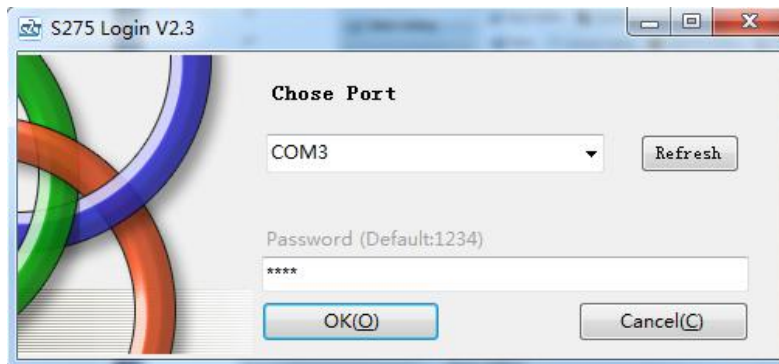 S275 Login V2.3
Chose Port
COM3
Refresh
Password (Default:1234)
****
OK(O)
Cancel(C)